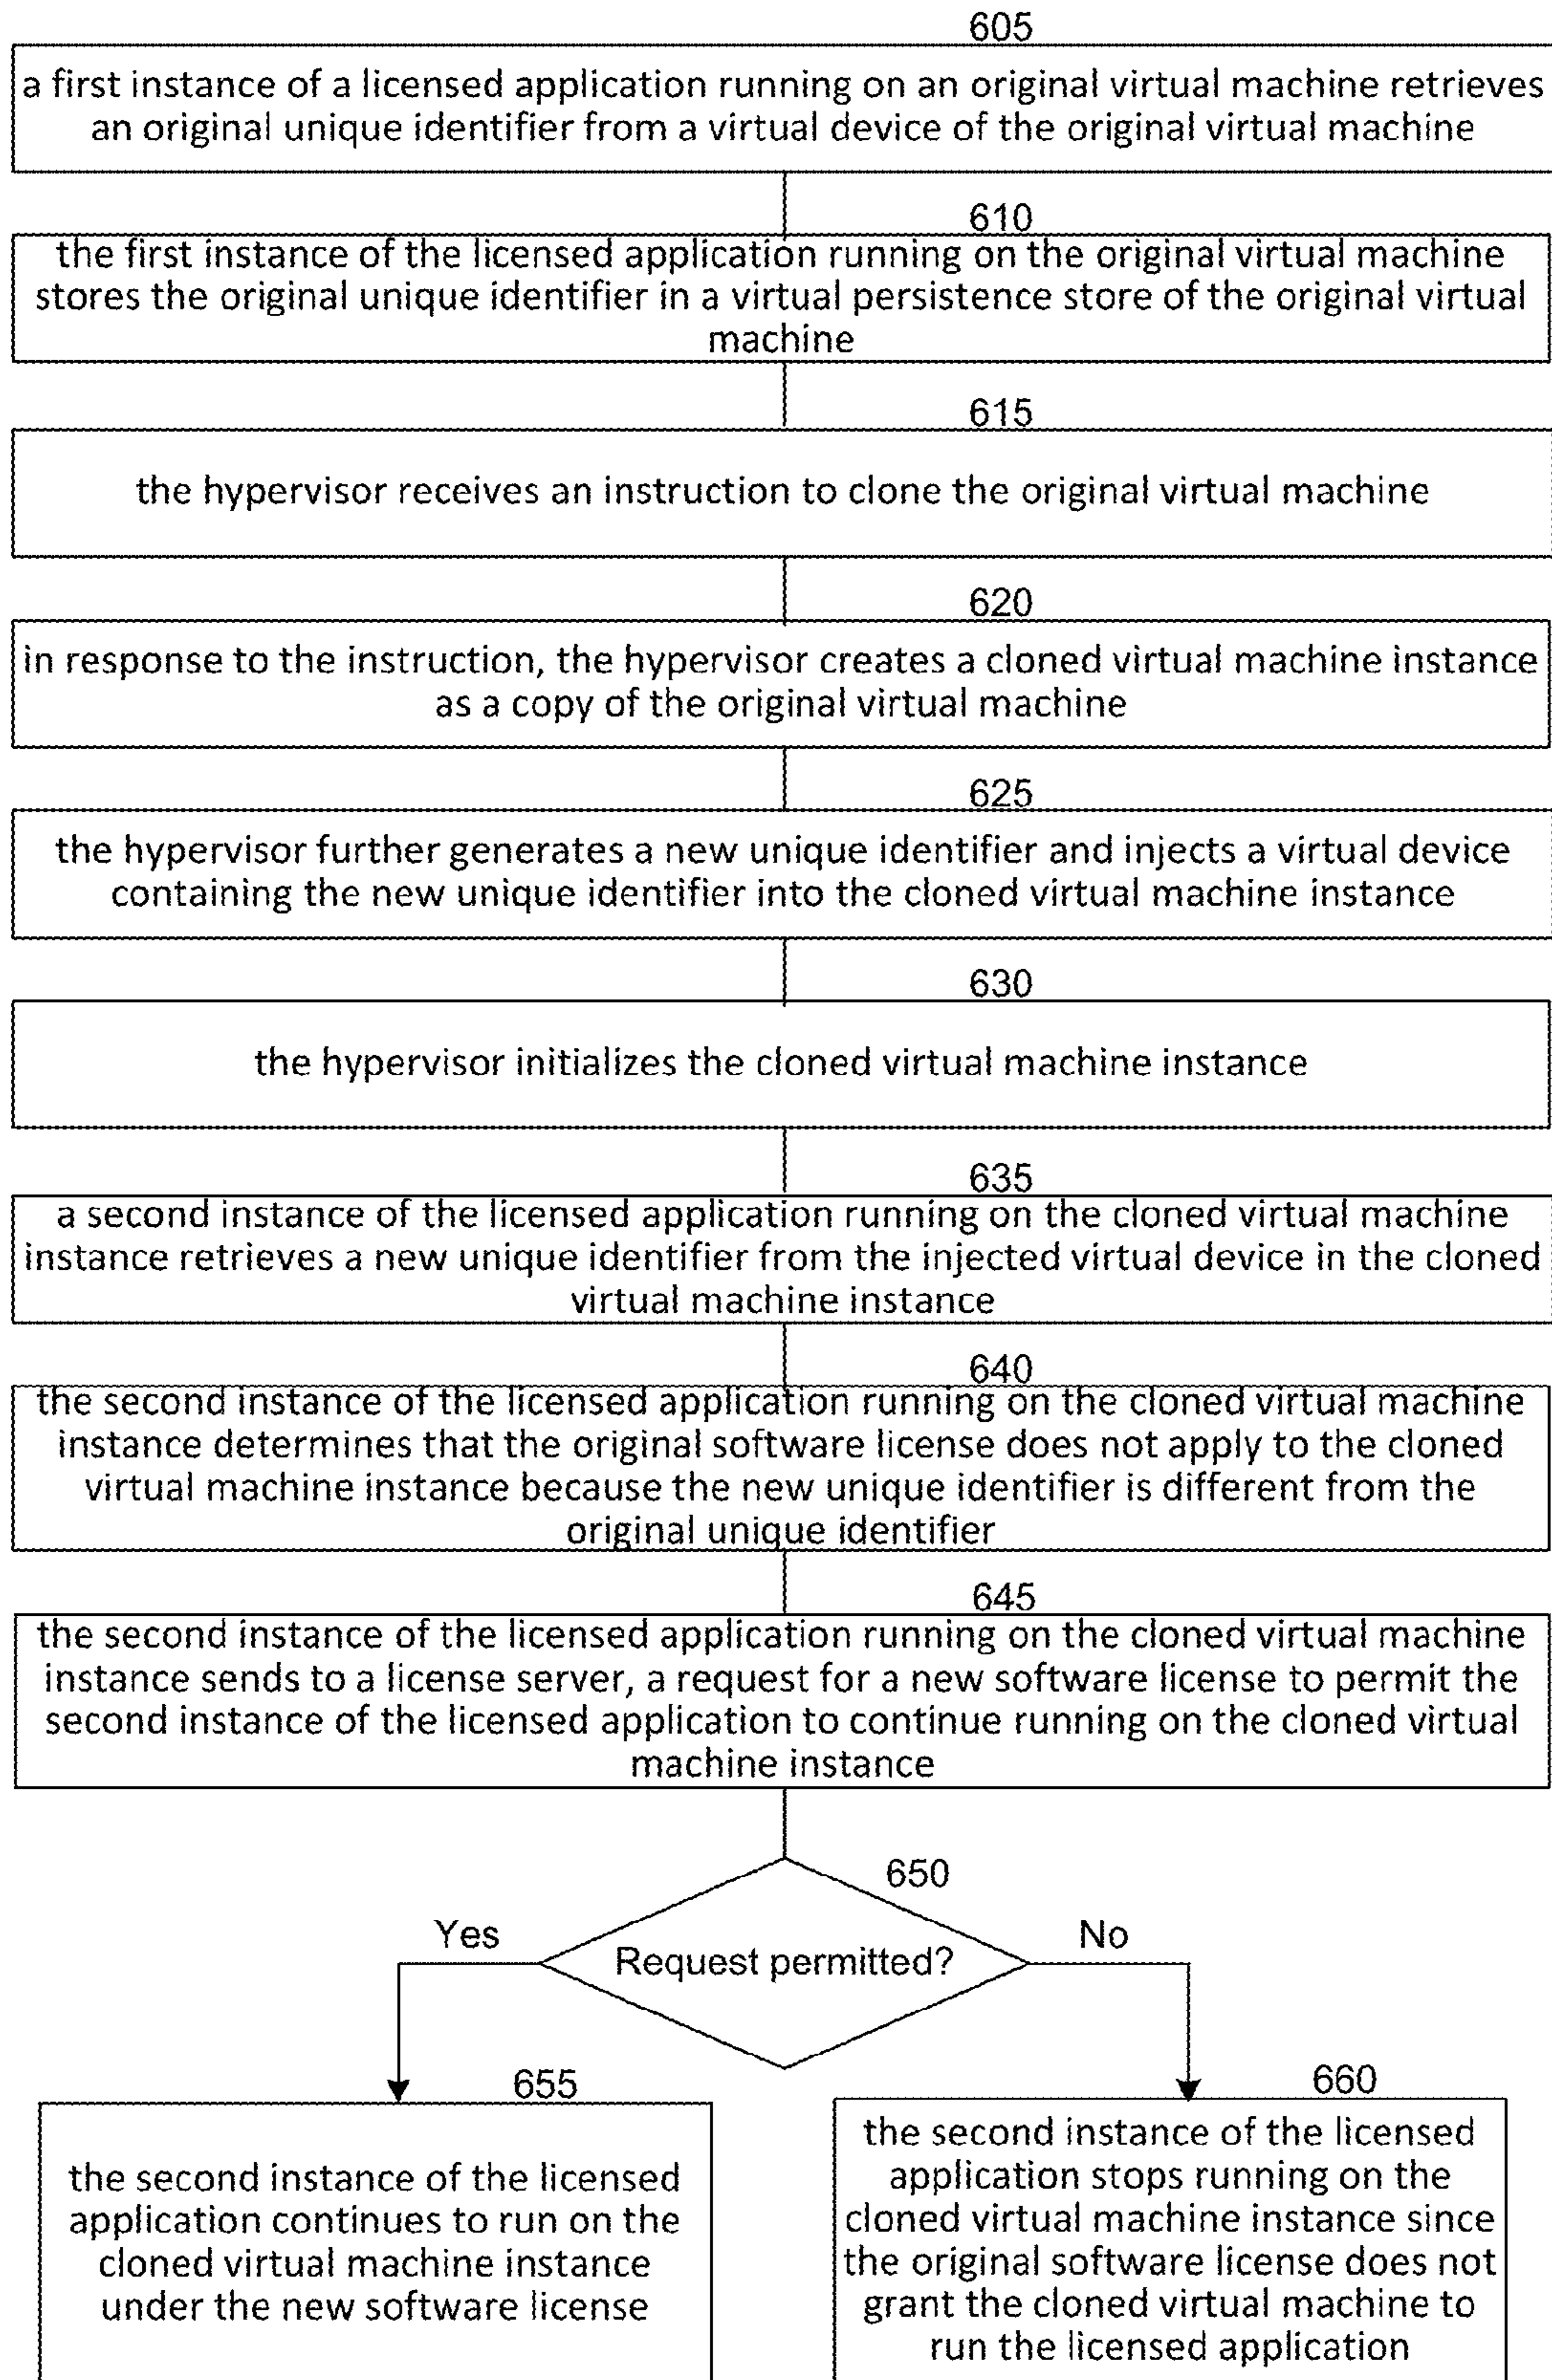 605
a first instance of a licensed application running on an original virtual machine retrieves
an original unique identifier from a virtual device of the original virtual machine
610
the first instance of the licensed application running on the original virtual machine
stores the original unique identifier in a virtual persistence store of the original virtual
machine
615
the hypervisor receives an instruction to clone the original virtual machine
620
in response to the instruction, the hypervisor creates a cloned virtual machine instance
as a copy of the original virtual machine
625
the hypervisor further generates a new unique identifier and injects a virtual device
containing the new unique identifier into the cloned virtual machine instance
630
the hypervisor initializes the cloned virtual machine instance
635
a second instance of the licensed application running on the cloned virtual machine
instance retrieves a new unique identifier from the injected virtual device in the cloned
virtual machine instance
640
the second instance of the licensed application running on the cloned virtual machine
instance determines that the original software license does not apply to the cloned
virtual machine instance because the new unique identifier is different from the
original unique identifier
645
the second instance of the licensed application running on the cloned virtual machine
instance sends to a license server, a request for a new software license to permit the
second instance of the licensed application to continue running on the cloned virtual
machine instance
650
Yes
Request permitted?
No
655
the second instance of the licensed
application continues to run on the
cloned virtual machine instance
under the new software license
660
the second instance of the licensed
application stops running on the
cloned virtual machine instance since
the original software license does not
grant the cloned virtual machine to
run the licensed application